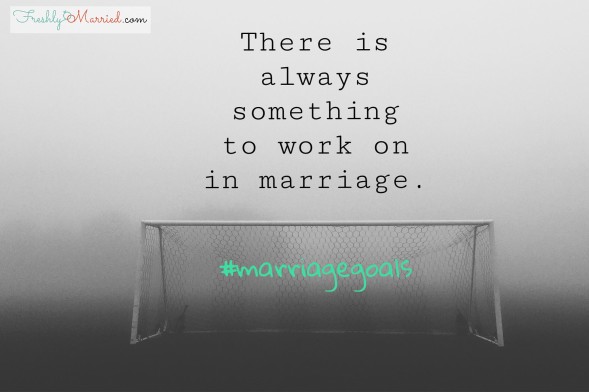 FreshlyMarried.com
There is
always
something
to work on
in marriage.
#marriagegoals